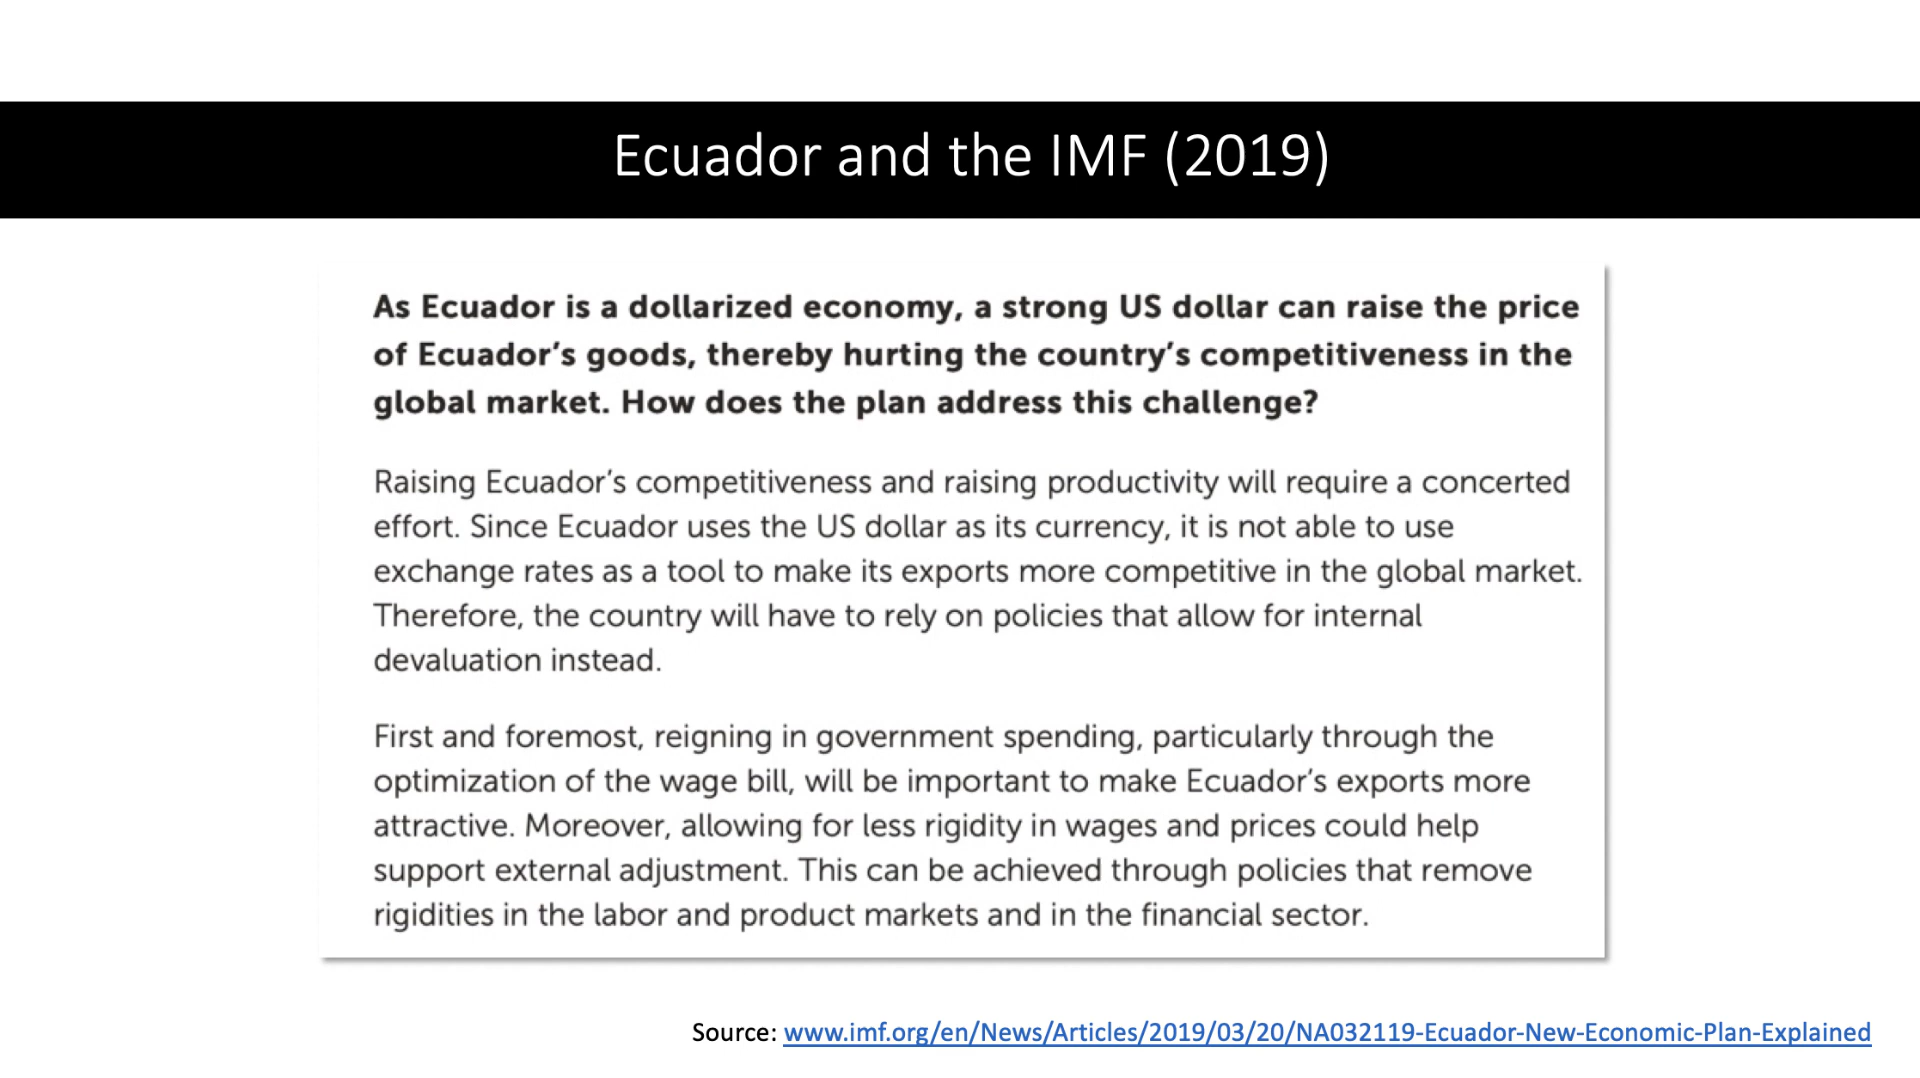 Ecuador and the IMF (2019)
As Ecuador is a dollarized economy, a strong US dollar can raise the price
of Ecuador’s goods, thereby hurting the country’s competitiveness in the
global market. How does the plan address this challenge?
Raising Ecuador’s competitiveness and raising productivity will require a concerted
effort. Since Ecuador uses the US dollar as its currency, it is not able to use
exchange rates as a tool to make its exports more competitive in the global market.
Therefore, the country will have to rely on policies that allow for internal
devaluation instead.
First and foremost, reigning in government spending, particularly through the
optimization of the wage bill, will be important to make Ecuador’s exports more
attractive. Moreover, allowing for less rigidity in wages and prices could help
support external adjustment. This can be achieved through policies that remove
rigidities in the labor and product markets and in the financial sector.
Source: www.imf.org/en/News/Articles/2019/03/20/NA032119-Ecuador-New-Economic-Plan-Explained